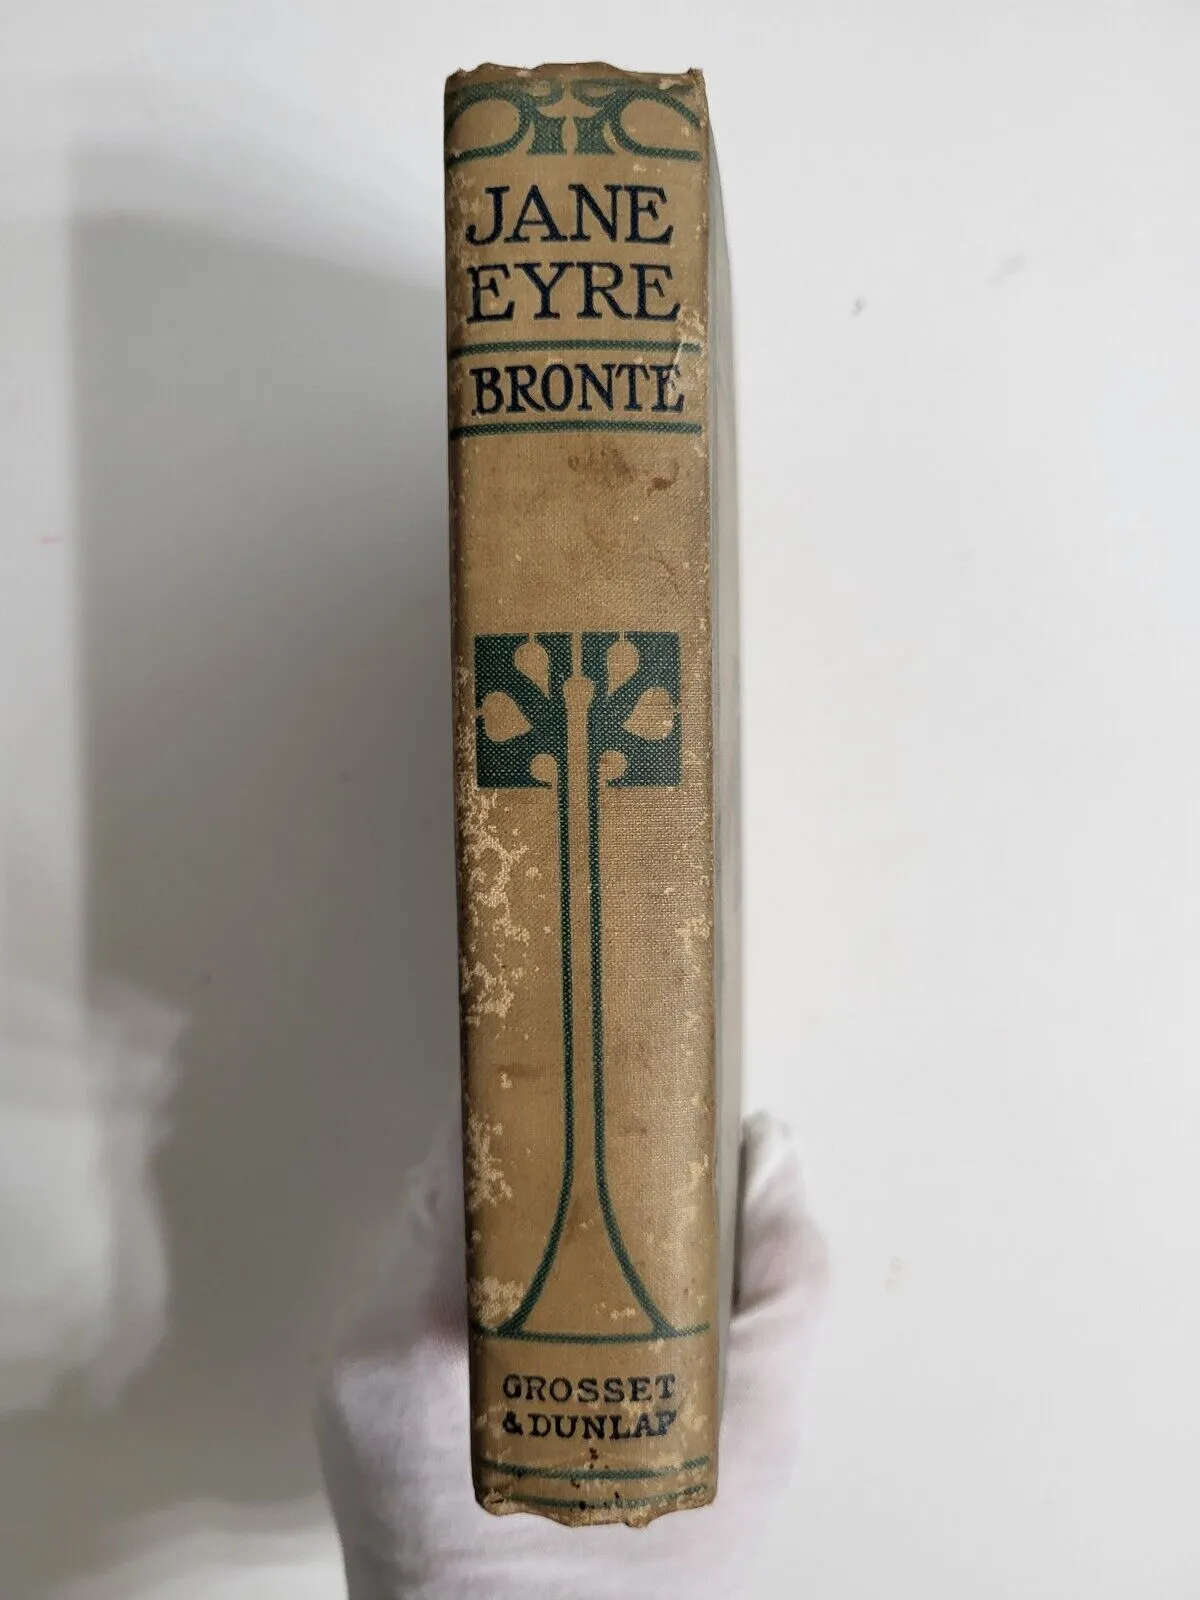 JANE
EYRE
BRONTE
GROSSET
& DUNLAP